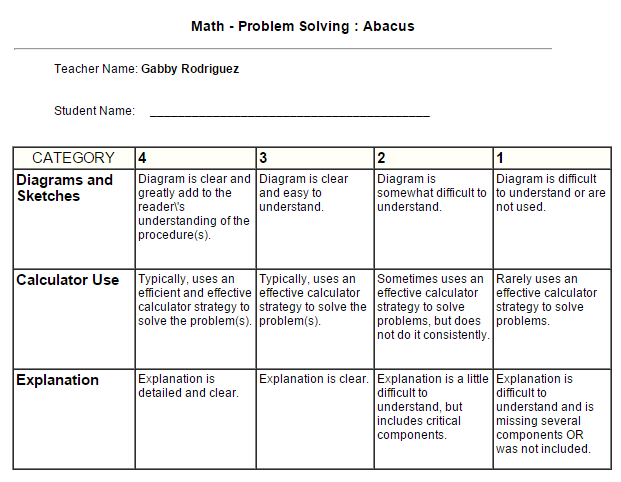 Math - Problem Solving : Abacus
Teacher Name: Gabby Rodriguez
Student Name: ________________________________________
CATEGORY 4 3 2 1
Diagrams and
Sketches
Diagram is clear and
greatly add to the
reader\'s
understanding of the
procedure(s).
Diagram is clear
and easy to
understand.
Diagram is
somewhat difficult to
understand.
Diagram is difficult
to understand or are
not used.
Calculator Use
Typically, uses an
efficient and effective
calculator strategy to
solve the problem(s).
Typically, uses an
effective calculator
strategy to solve the
problem(s).
Sometimes uses an
effective calculator
strategy to solve
problems, but does
not do it consistently.
Rarely uses an
effective calculator
strategy to solve
problems.
Explanation
Explanation is
detailed and clear.
Explanation is clear.
Explanation is a little
difficult to
understand, but
includes critical
components.
Explanation is
difficult to
understand and is
missing several
components OR
was not included.